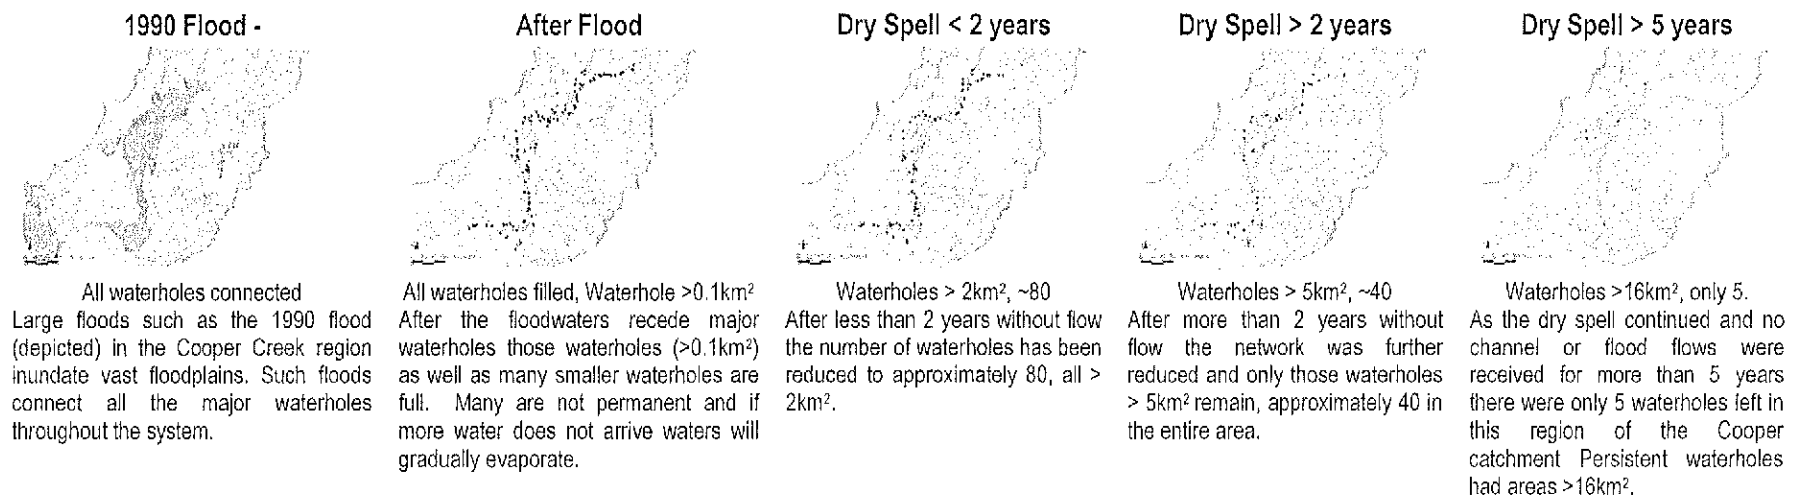 1990 Flood -
All waterholes connected
Large floods such as the 1990 flood
(depicted) in the Cooper Creek region
inundate vast floodplains. Such floods
connect all the major waterholes
throughout the system.
After Flood
All waterholes filled, Waterhole >0.1km²
After the floodwaters recede major
waterholes those waterholes (>0.1km²)
as well as many smaller waterholes are
full. Many are not permanent and if
more water does not arrive waters will
gradually evaporate.
Dry Spell < 2 years
Waterholes > 2km², ~80
After less than 2 years without flow
the number of waterholes has been
reduced to approximately 80, all >
2km².
Dry Spell > 2 years
Waterholes > 5km², ~40
After more than 2 years without
flow the network was further
reduced and only those waterholes
> 5km² remain, approximately 40 in
the entire area.
Dry Spell > 5 years
Waterholes >16km², only 5.
As the dry spell continued and no
channel or flood flows were
received for more than 5 years
there were only 5 waterholes left in
this region of the Cooper
catchment Persistent waterholes
had areas >16km².